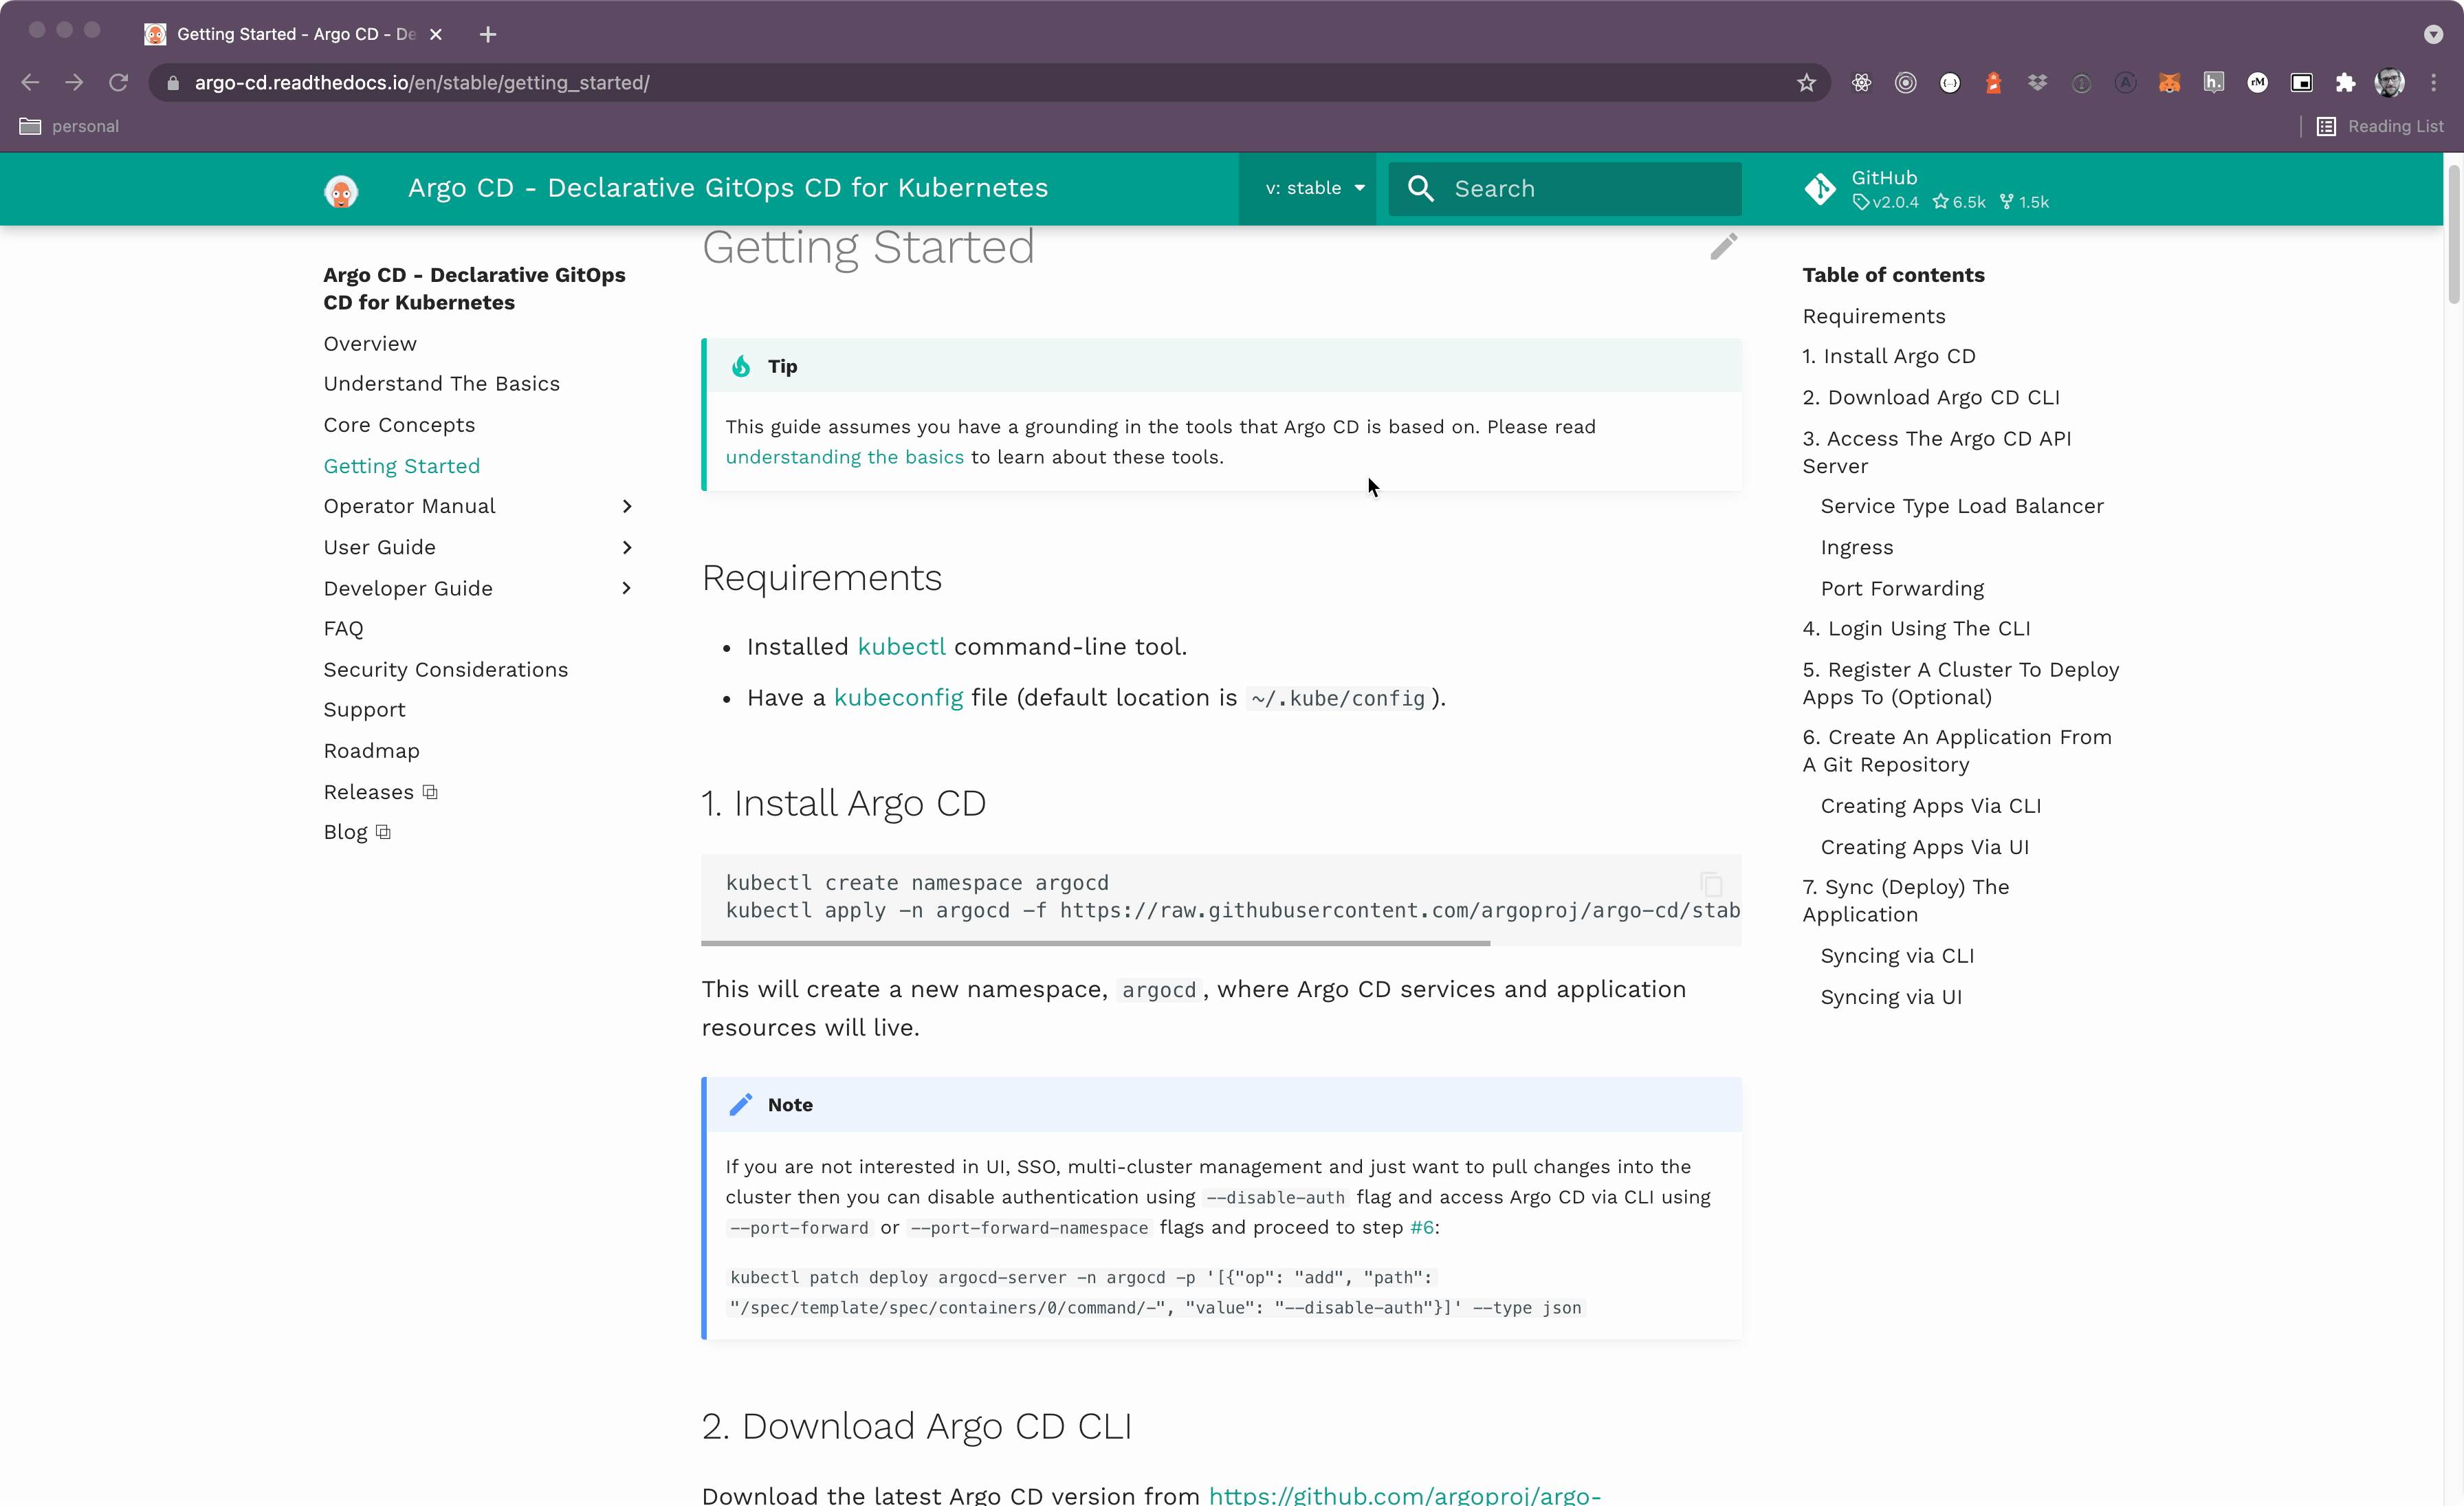 Getting Started - Argo CD - De
argo-cd.readthedocs.io/en/stable/getting_started/
personal
Reading List
Argo CD - Declarative GitOps CD for Kubernetes
v: stable
Search
GitHub
v2.0.4 6.5k 1.5k
Argo CD - Declarative GitOps
CD for Kubernetes
Overview
Understand The Basics
Core Concepts
Getting Started
Operator Manual
User Guide
Developer Guide
FAQ
Security Considerations
Support
Roadmap
Releases
Blog
Getting Started
Tip
This guide assumes you have a grounding in the tools that Argo CD is based on. Please read
understanding the basics to learn about these tools.
Requirements
• Installed kubectl command-line tool.
• Have a kubeconfig file (default location is ~/.kube/config ).
1. Install Argo CD
kubectl create namespace argocd
kubectl apply -n argocd -f https://raw.githubusercontent.com/argoproj/argo-cd/stab
This will create a new namespace, argocd , where Argo CD services and application
resources will live.
Note
If you are not interested in UI, SSO, multi-cluster management and just want to pull changes into the
cluster then you can disable authentication using --disable-auth flag and access Argo CD via CLI using
--port-forward or --port-forward-namespace flags and proceed to step #6:
kubectl patch deploy argocd-server -n argocd -p '[{"op": "add", "path":
"/spec/template/spec/containers/0/command/-", "value": "--disable-auth"}]' --type json
2. Download Argo CD CLI
Download the latest Argo CD version from https://github.com/argoproj/argo-
Table of contents
Requirements
1. Install Argo CD
2. Download Argo CD CLI
3. Access The Argo CD API
Server
Service Type Load Balancer
Ingress
Port Forwarding
4. Login Using The CLI
5. Register A Cluster To Deploy
Apps To (Optional)
6. Create An Application From
A Git Repository
Creating Apps Via CLI
Creating Apps Via UI
7. Sync (Deploy) The
Application
Syncing via CLI
Syncing via UI